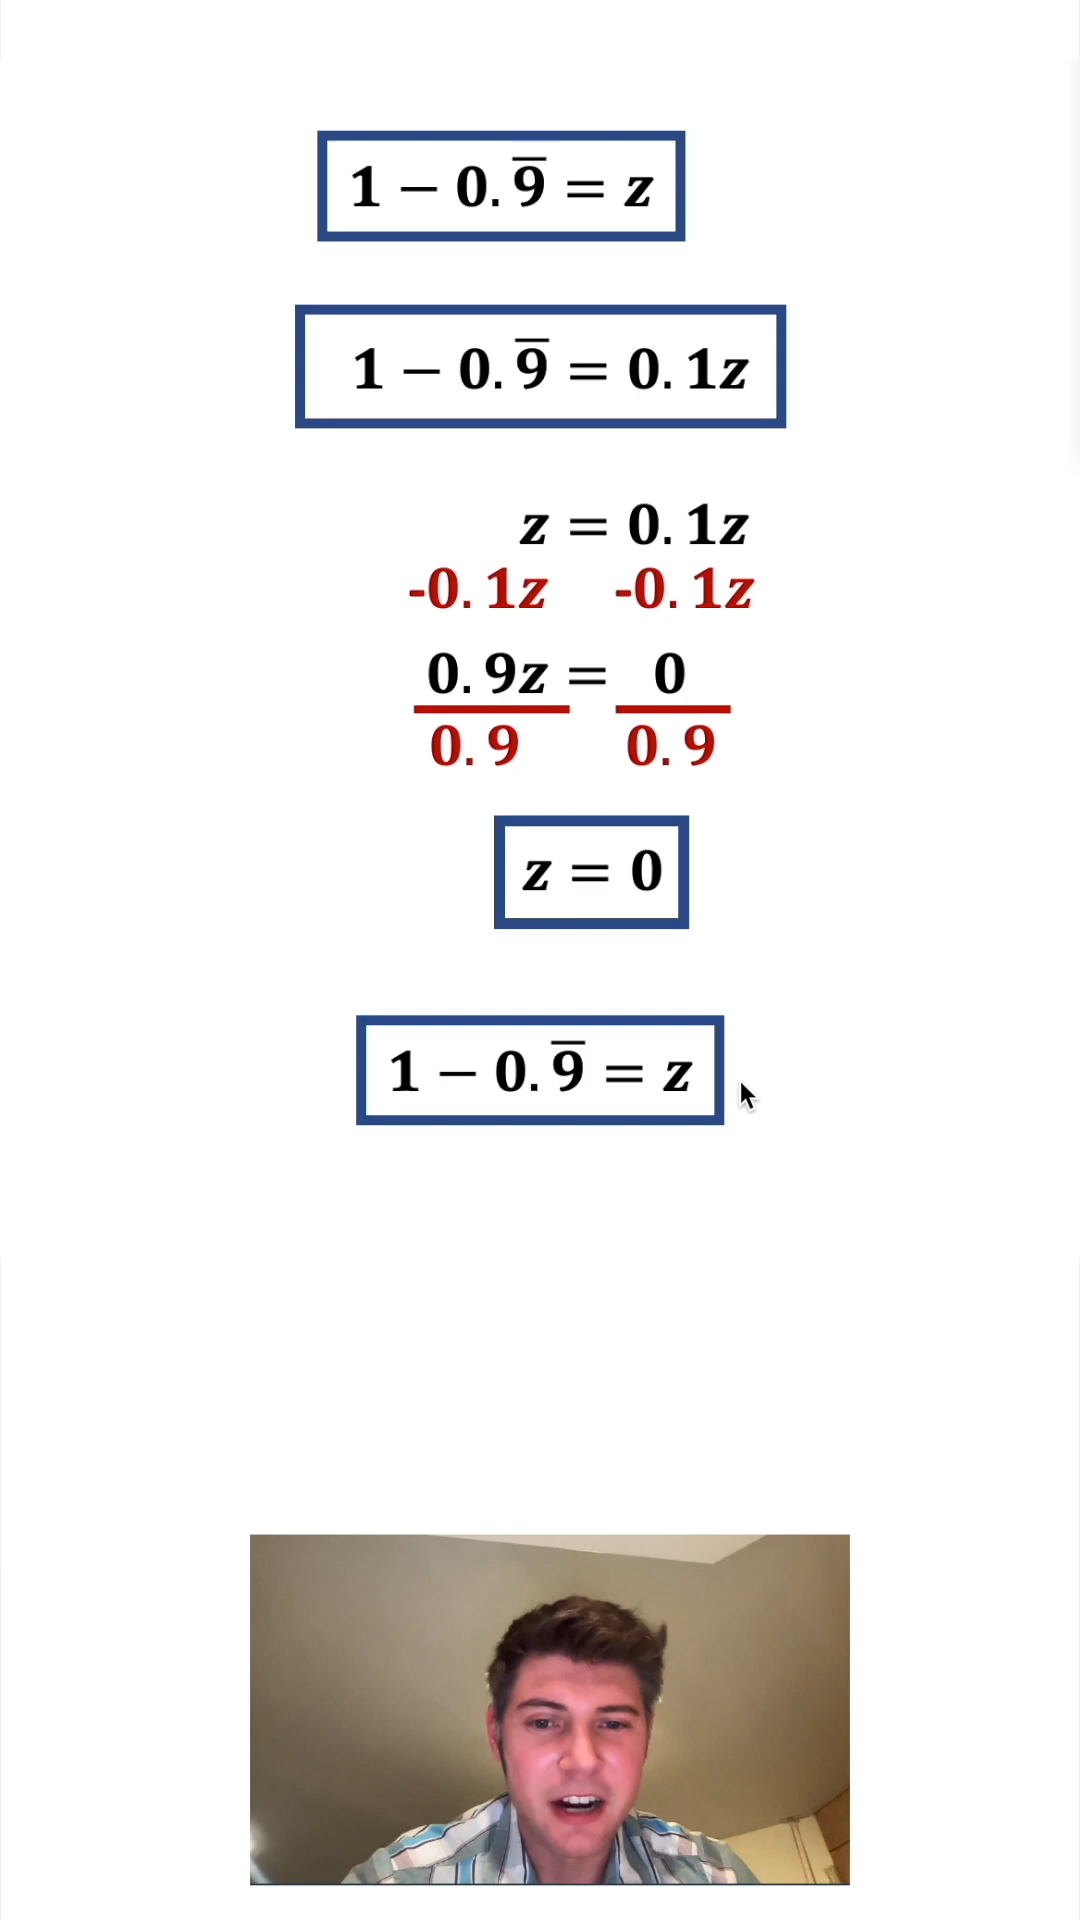 1 − 0.9̅ = z
1 − 0.9̅ = 0.1z
z = 0.1z
-0.1z -0.1z
0.9z = 0
0.9 0.9
z = 0
1 − 0.9̅ = z